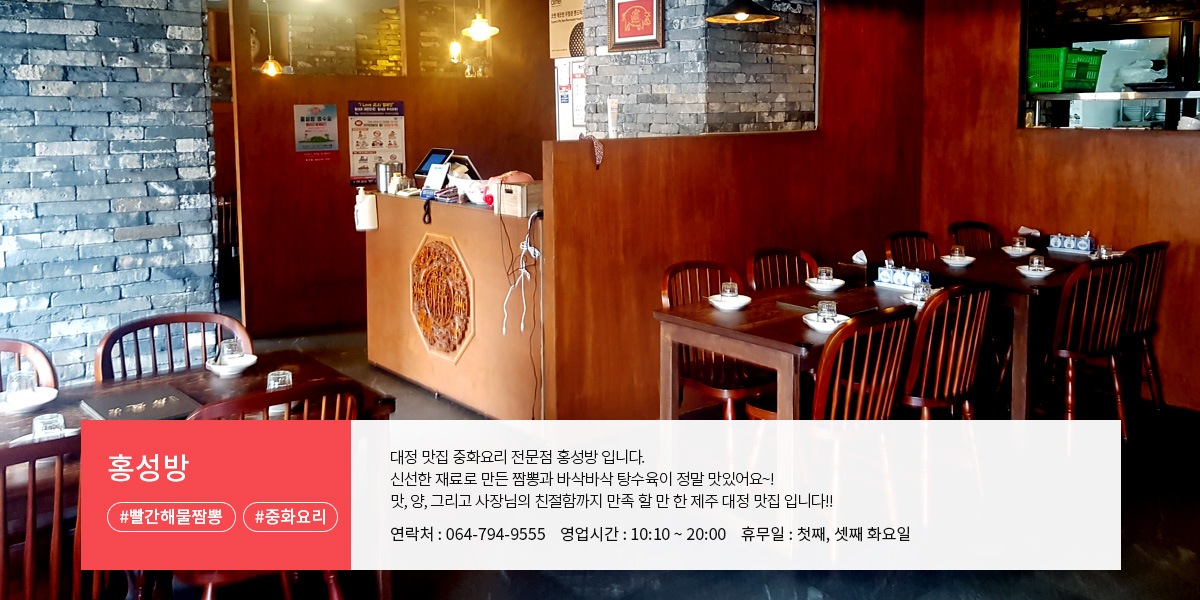 홍성방
#빨간해물짬뽕 #중화요리
대정 맛집 중화요리 전문점 홍성방 입니다.
신선한 재료로 만든 짬뽕과 바삭바삭 탕수육이 정말 맛있어요~!
맛, 양, 그리고 사장님의 친절함까지 만족 할 만 한 제주 대정 맛집 입니다!!
연락처 : 064-794-9555 영업시간 : 10:10 ~ 20:00 휴무일 : 첫째, 셋째 화요일